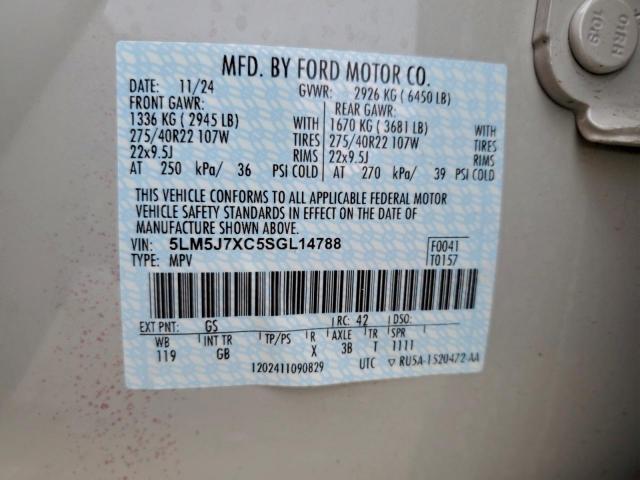 01RH
10.9
MFD. BY FORD MOTOR CO.
DATE: 11/24 GVWR: 2926 KG ( 6450 LB)
FRONT GAWR: REAR GAWR:
1336 KG ( 2945 LB) 1670 KG ( 3681 LB)
275/40R22 107W TIRES 275/40R22 107W TIRES
22x9.5J RIMS 22x9.5J RIMS
AT 250 kPa/ 36 PSI COLD AT 270 kPa/ 39 PSI COLD
THIS VEHICLE CONFORMS TO ALL APPLICABLE FEDERAL MOTOR
VEHICLE SAFETY STANDARDS IN EFFECT ON THE DATE OF
MANUFACTURE SHOWN ABOVE.
VIN: 5LM5J7XC5SGL14788 F0041
TYPE: MPV T0157
EXT PNT: GS RC: 42 DSO:
WB INT TR TP/PS R AXLE TR SPR
119 GB X 3B T 1111
1202411090829 UTC ▽ RU5A-1520472-AA